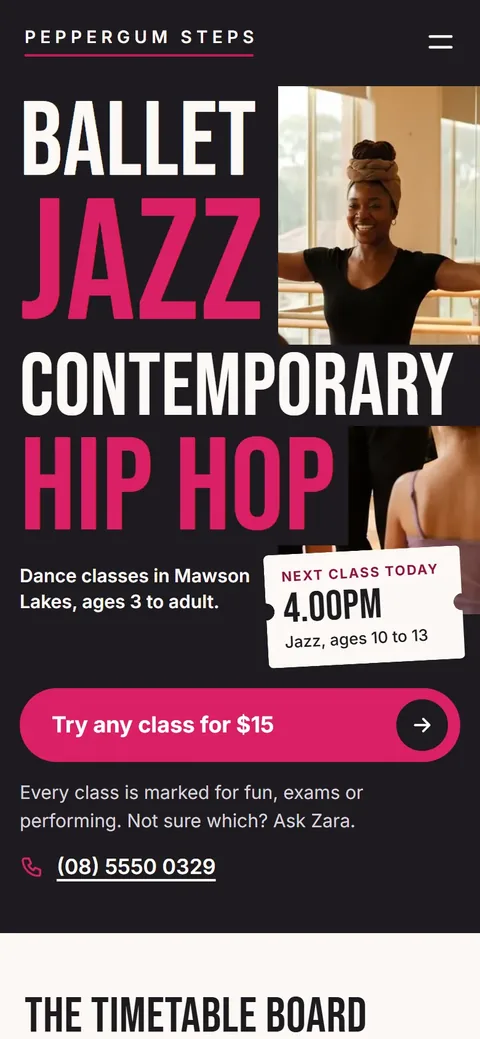 PEPPERGUM STEPS
BALLET
JAZZ
CONTEMPORARY
HIP HOP
Dance classes in Mawson
Lakes, ages 3 to adult.
NEXT CLASS TODAY
4.00PM
Jazz, ages 10 to 13
Try any class for $15
Every class is marked for fun, exams or
performing. Not sure which? Ask Zara.
(08) 5550 0329
THE TIMETABLE BOARD